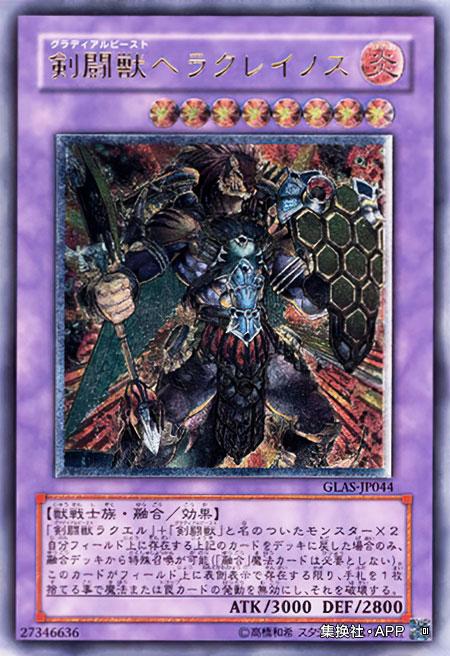 グラディアルビースト
剣闘獣ヘラクレイノス
炎
GLAS-JP044
【獣戦士族・融合／効果】
「剣闘獣ラクエル」＋「剣闘獣」と名のついたモンスター×2
自分フィールド上に存在する上記のカードをデッキに戻した場合のみ、
融合デッキから特殊召喚が可能(「融合」魔法カードは必要としない)。
このカードがフィールド上に表側表示で存在する限り、手札を1枚
捨てる事で魔法または罠カードの発動を無効にし、それを破壊する。
ATK/3000 DEF/2800
27346636
©高橋和希 スタジオ
集換社・APP